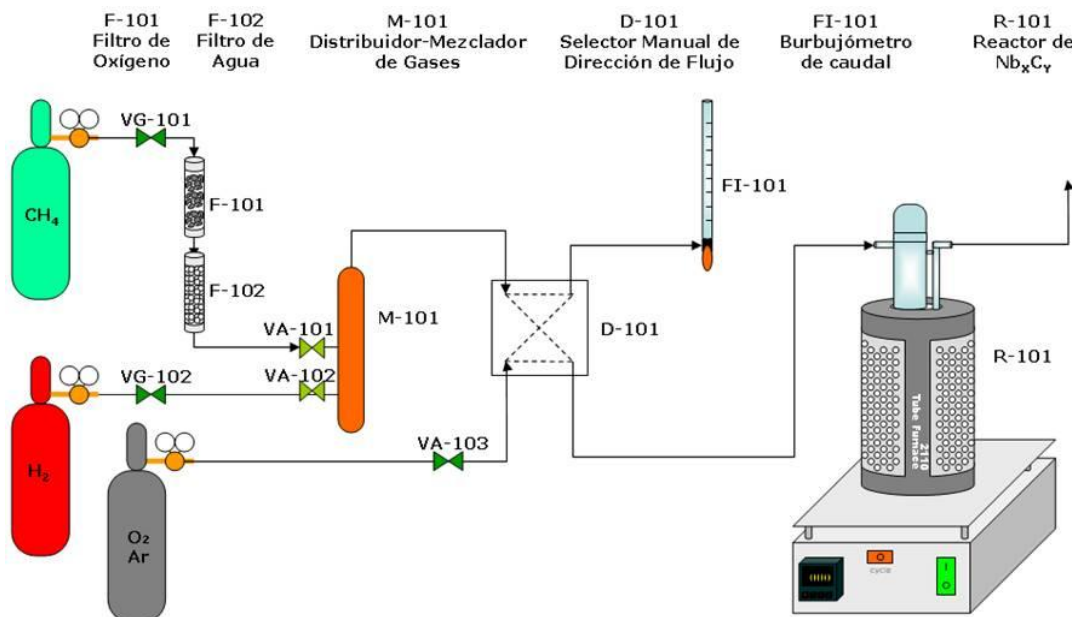 F-101
Filtro de
Oxígeno
F-102
Filtro de
Agua
M-101
Distribuidor-Mezclador
de Gases
D-101
Selector Manual de
Dirección de Flujo
FI-101
Burbujómetro
de caudal
R-101
Reactor de
NbXCY
VG-101
CH4
F-101
F-102
FI-101
M-101
D-101
VA-101
VA-102
VG-102
H2
VA-103
O2
Ar
R-101
Tube Furnace
2110
CYCLE
I
O